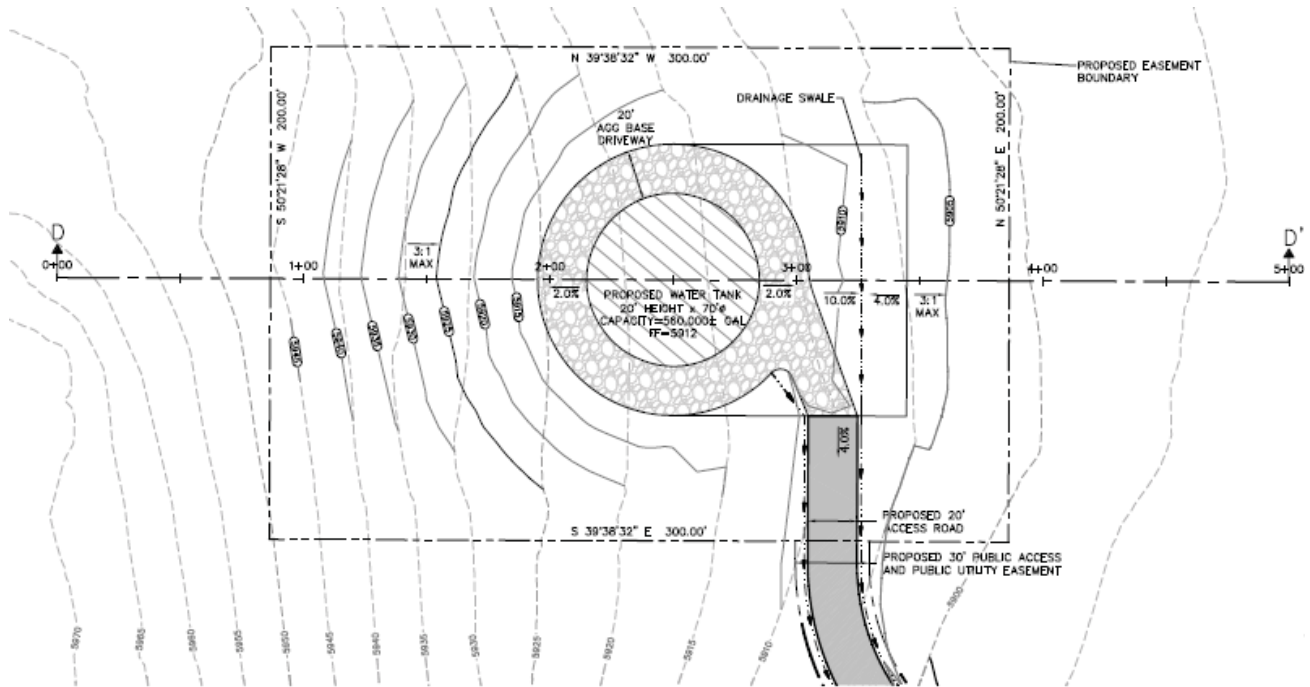 N 39°38'32" W 300.00'
PROPOSED EASEMENT
BOUNDARY
DRAINAGE SWALE
20'
AGG BASE
DRIVEWAY
S 50°21'28" W 200.00'
N 50°21'28" E 200.00'
5910
5905
D
D'
0+00
1+00
3:1
MAX
2+00
3+00
4+00
5+00
2.0%
2.0%
10.0%
4.0%
3:1
MAX
PROPOSED WATER TANK
20' HEIGHT x 70'ø
CAPACITY=560,000± GAL
FF=5912
5940
5925
5920
5915
4.0%
PROPOSED 20'
ACCESS ROAD
S 39°38'32" E 300.00'
PROPOSED 30' PUBLIC ACCESS
AND PUBLIC UTILITY EASEMENT
5970
5965
5960
5955
5950
5945
5940
5935
5930
5925
5920
5915
5910
5900